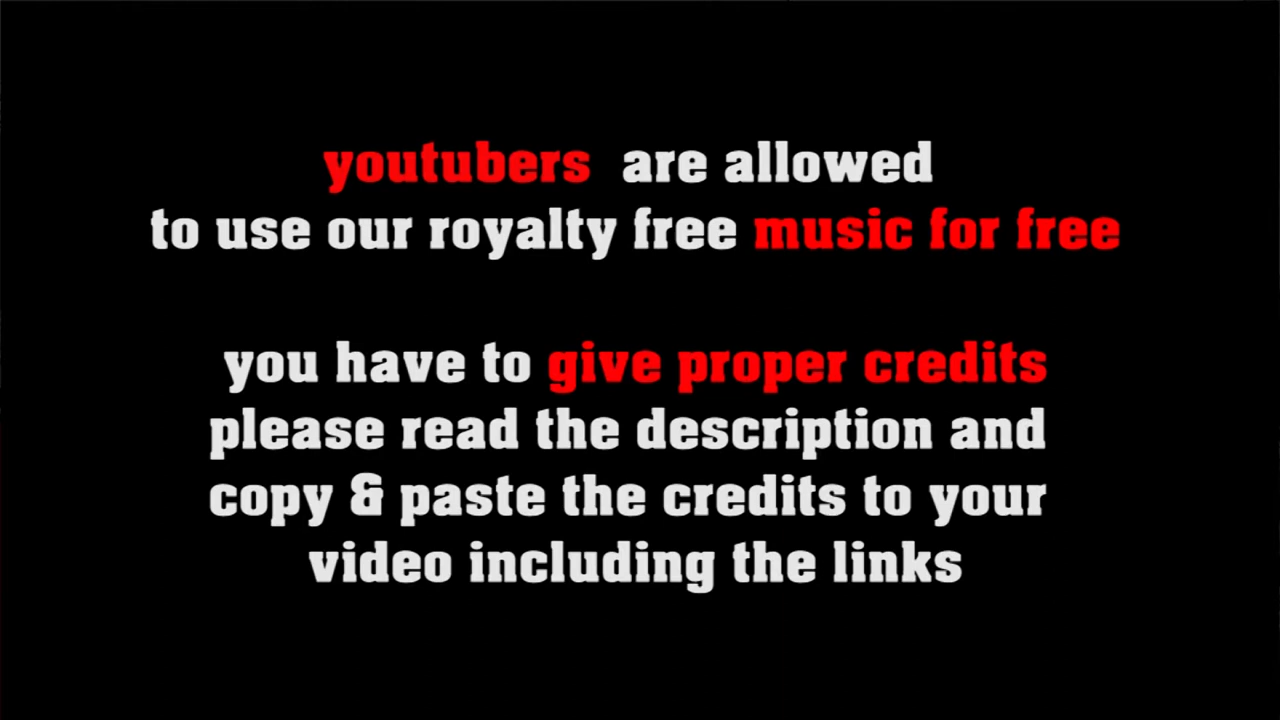 youtubers are allowed
to use our royalty free music for free
you have to give proper credits
please read the description and
copy & paste the credits to your
video including the links